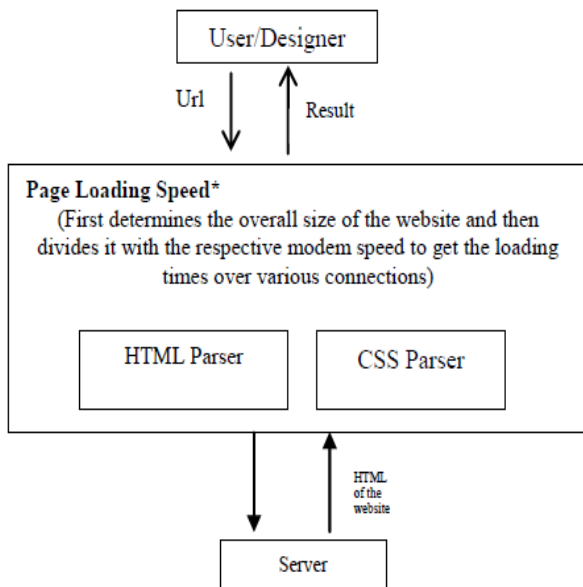 User/Designer
Url
Result
Page Loading Speed*
(First determines the overall size of the website and then
divides it with the respective modem speed to get the loading
times over various connections)
HTML Parser
CSS Parser
HTML
of the
website
Server